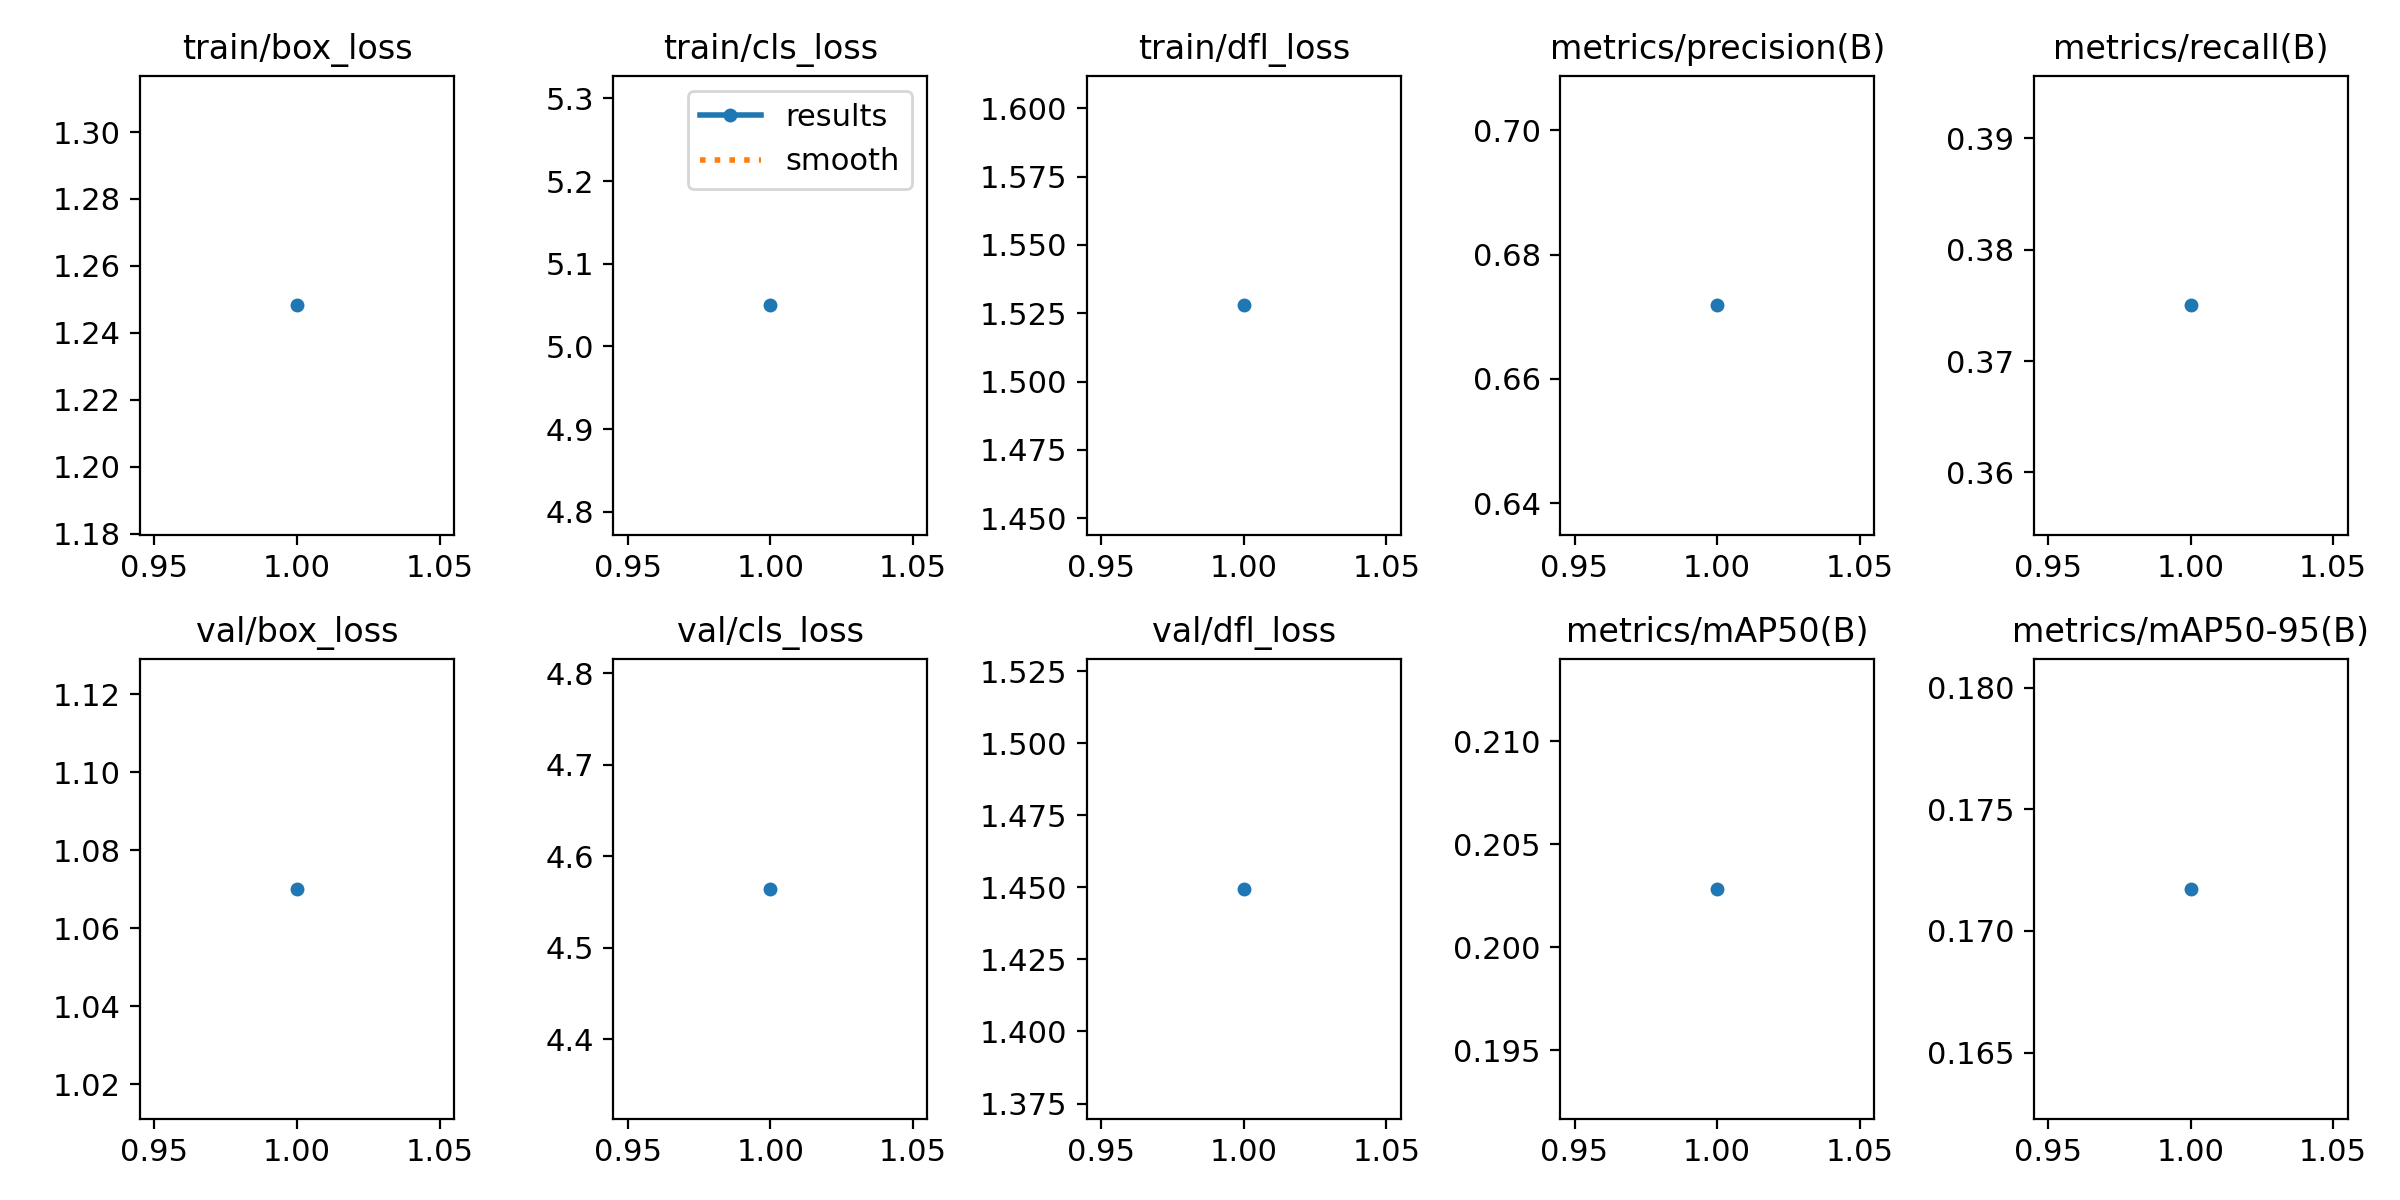 train/box_loss
1.30
1.28
1.26
1.24
1.22
1.20
1.18
0.95 1.00 1.05
train/cls_loss
results
smooth
5.3
5.2
5.1
5.0
4.9
4.8
0.95 1.00 1.05
train/dfl_loss
1.600
1.575
1.550
1.525
1.500
1.475
1.450
0.95 1.00 1.05
metrics/precision(B)
0.70
0.68
0.66
0.64
0.95 1.00 1.05
metrics/recall(B)
0.39
0.38
0.37
0.36
0.95 1.00 1.05
val/box_loss
1.12
1.10
1.08
1.06
1.04
1.02
0.95 1.00 1.05
val/cls_loss
4.8
4.7
4.6
4.5
4.4
0.95 1.00 1.05
val/dfl_loss
1.525
1.500
1.475
1.450
1.425
1.400
1.375
0.95 1.00 1.05
metrics/mAP50(B)
0.210
0.205
0.200
0.195
0.95 1.00 1.05
metrics/mAP50-95(B)
0.180
0.175
0.170
0.165
0.95 1.00 1.05